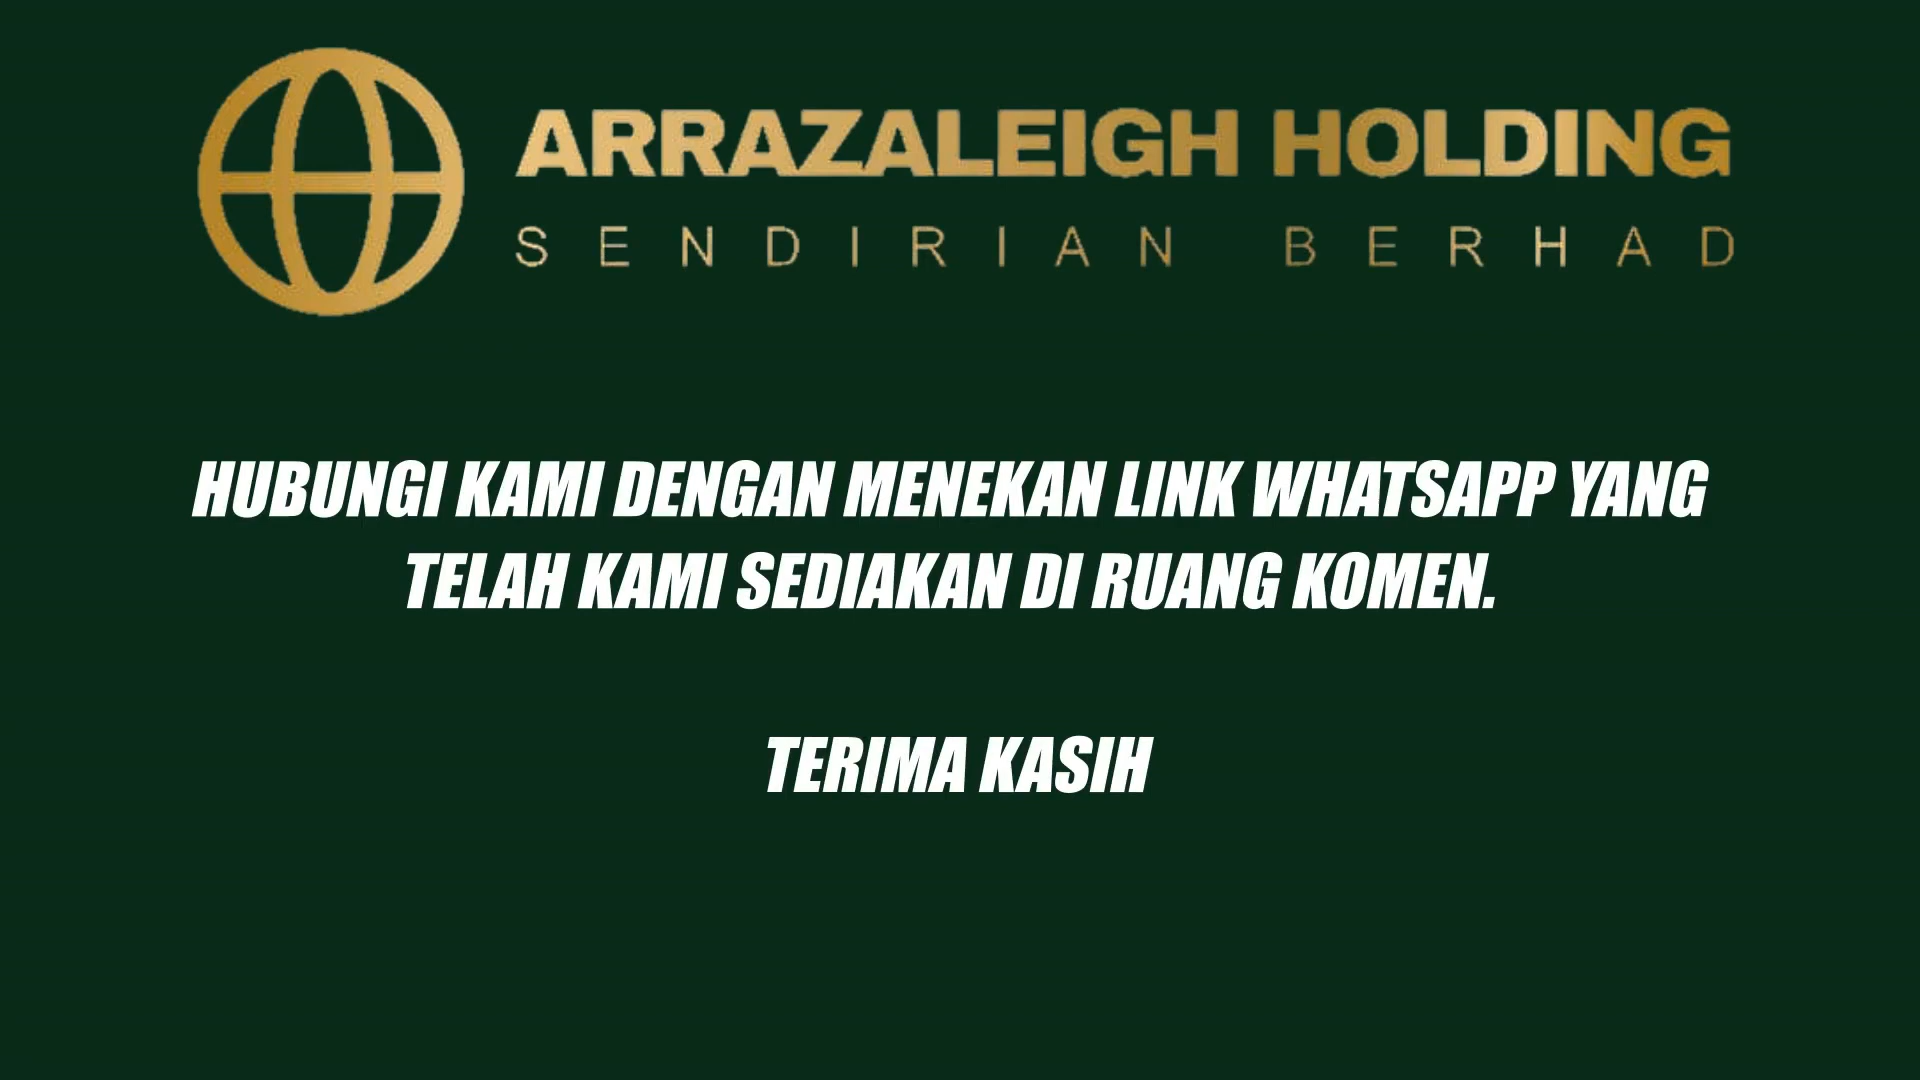 ARRAZALEIGH HOLDING
SENDIRIAN BERHAD
HUBUNGI KAMI DENGAN MENEKAN LINK WHATSAPP YANG
TELAH KAMI SEDIAKAN DI RUANG KOMEN.
TERIMA KASIH